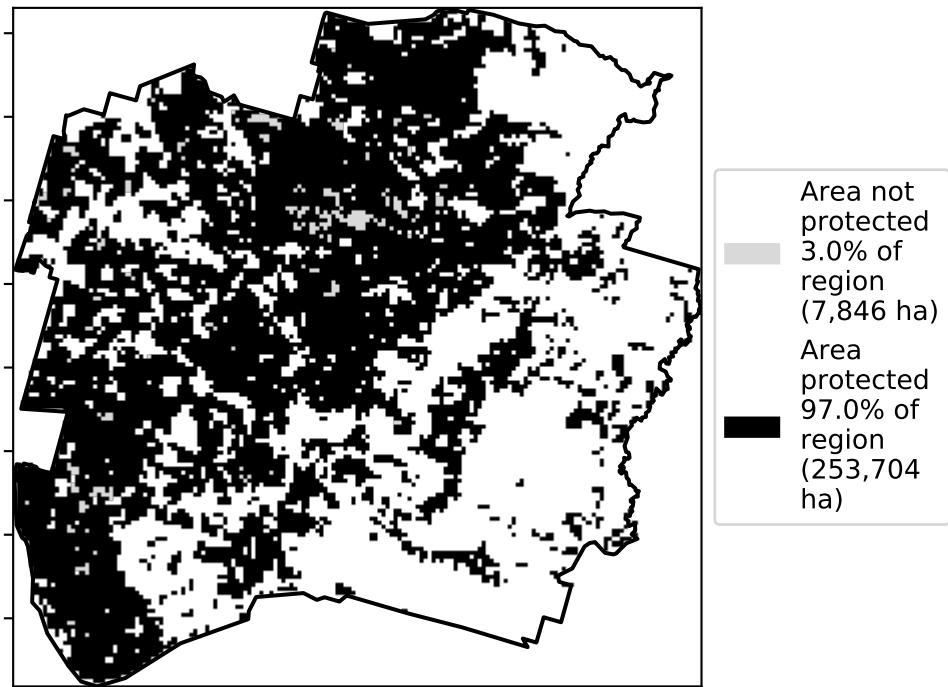 Area not
protected
3.0% of
region
(7,846 ha)
Area
protected
97.0% of
region
(253,704
ha)